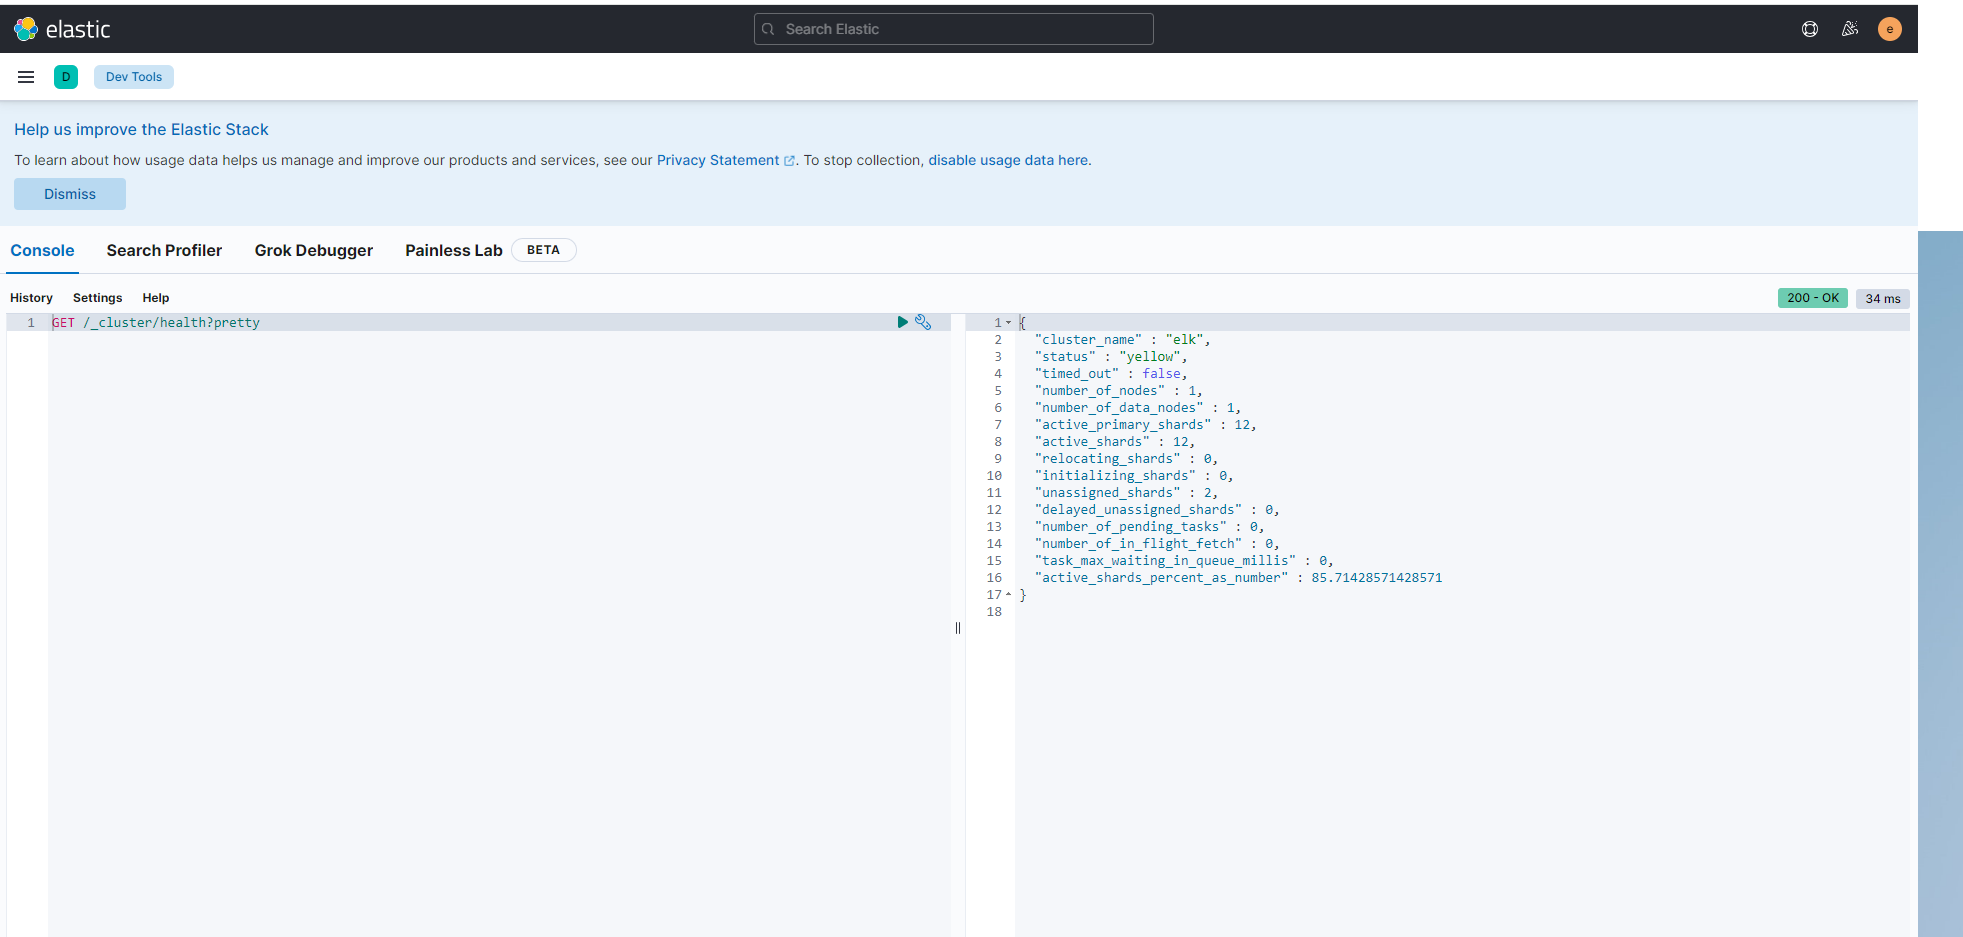 elastic
Search Elastic
e
D
Dev Tools
Help us improve the Elastic Stack
To learn about how usage data helps us manage and improve our products and services, see our Privacy Statement. To stop collection, disable usage data here.
Dismiss
Console Search Profiler Grok Debugger Painless Lab BETA
History Settings Help
200 - OK 34 ms
1 GET /_cluster/health?pretty
1 {
2 "cluster_name" : "elk",
3 "status" : "yellow",
4 "timed_out" : false,
5 "number_of_nodes" : 1,
6 "number_of_data_nodes" : 1,
7 "active_primary_shards" : 12,
8 "active_shards" : 12,
9 "relocating_shards" : 0,
10 "initializing_shards" : 0,
11 "unassigned_shards" : 2,
12 "delayed_unassigned_shards" : 0,
13 "number_of_pending_tasks" : 0,
14 "number_of_in_flight_fetch" : 0,
15 "task_max_waiting_in_queue_millis" : 0,
16 "active_shards_percent_as_number" : 85.71428571428571
17 }
18